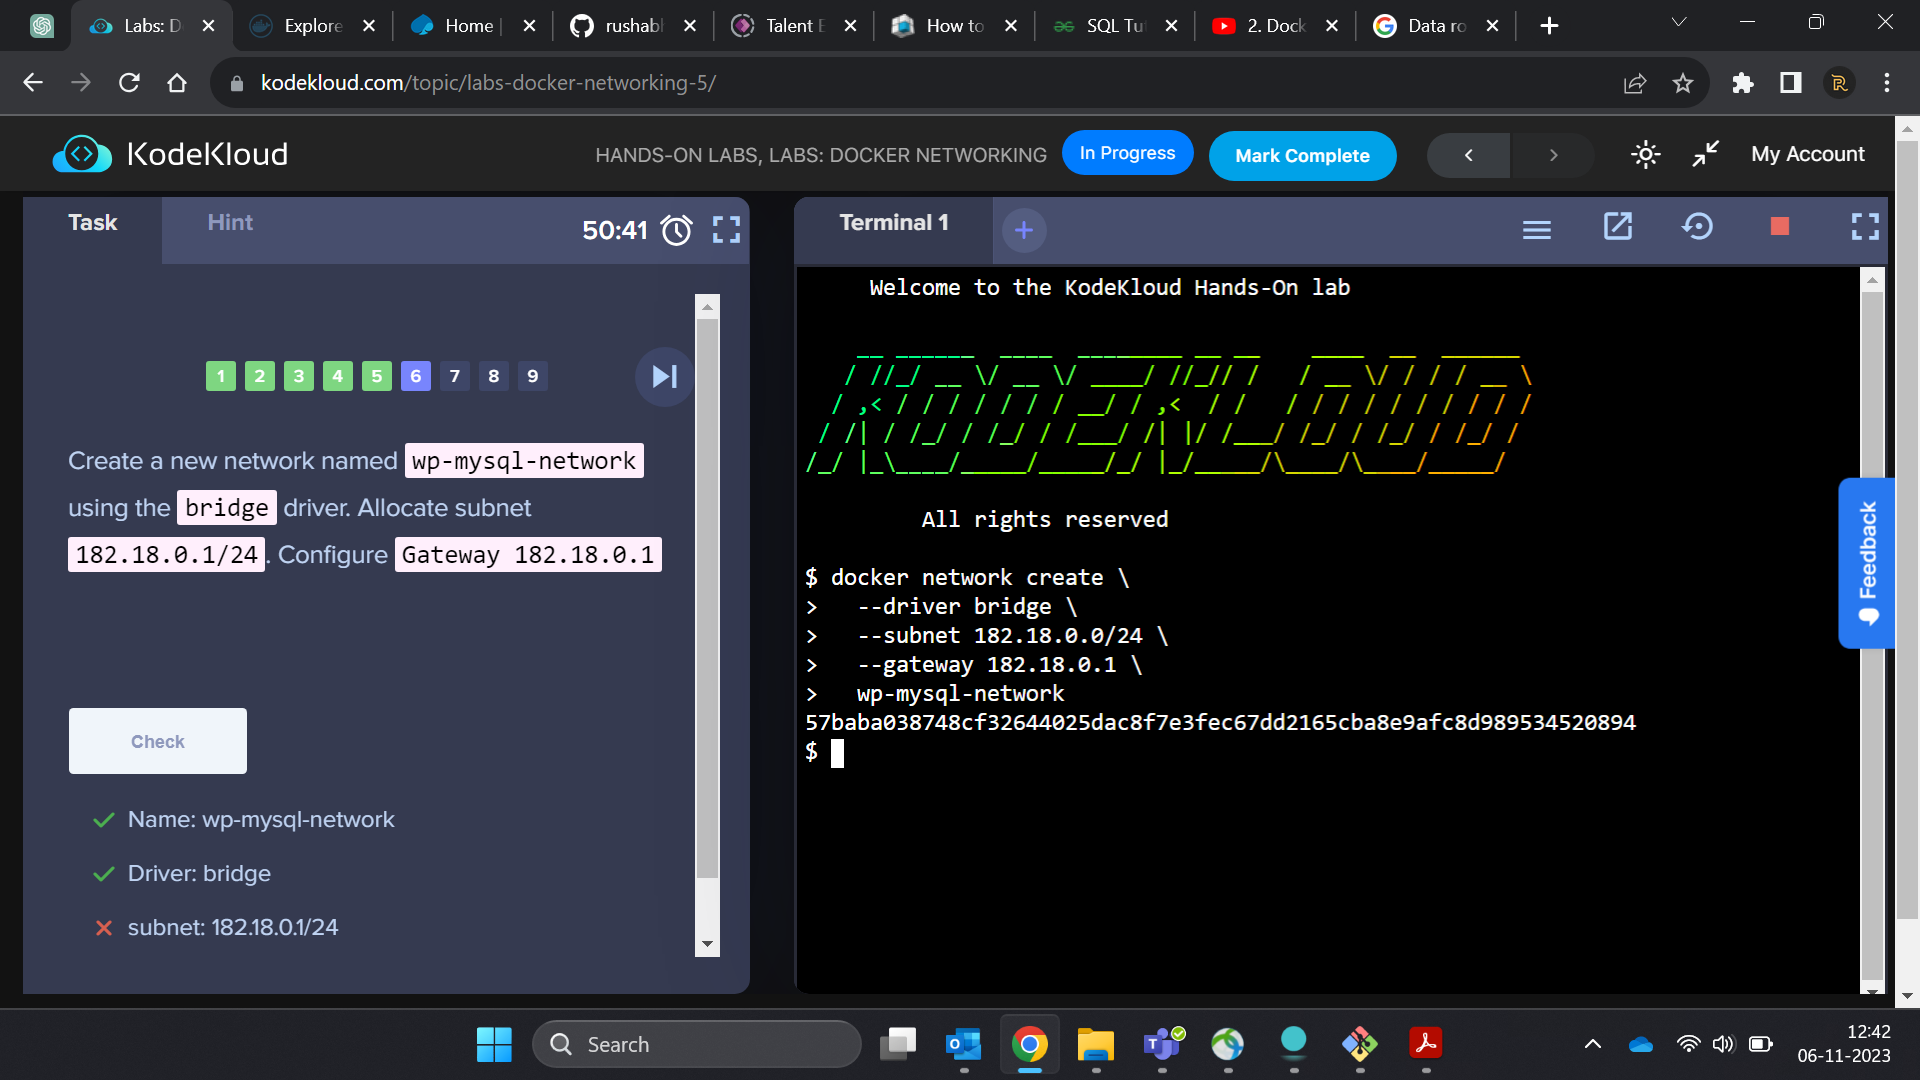 Labs: D
Explore
Home |
rushabh
Talent E
How to
SQL Tut
2. Dock
Data ro
kodekloud.com/topic/labs-docker-networking-5/
KodeKloud
HANDS-ON LABS, LABS: DOCKER NETWORKING
In Progress
Mark Complete
My Account
Task
Hint
50:41
Terminal 1
1 2 3 4 5 6 7 8 9
Create a new network named wp-mysql-network
using the bridge driver. Allocate subnet
182.18.0.1/24. Configure Gateway 182.18.0.1
Check
Name: wp-mysql-network
Driver: bridge
subnet: 182.18.0.1/24
Welcome to the KodeKloud Hands-On lab
KODEKLOUD
All rights reserved
$ docker network create \
>   --driver bridge \
>   --subnet 182.18.0.0/24 \
>   --gateway 182.18.0.1 \
>   wp-mysql-network
57baba038748cf32644025dac8f7e3fec67dd2165cba8e9afc8d989534520894
$
Feedback
Search
12:42
06-11-2023